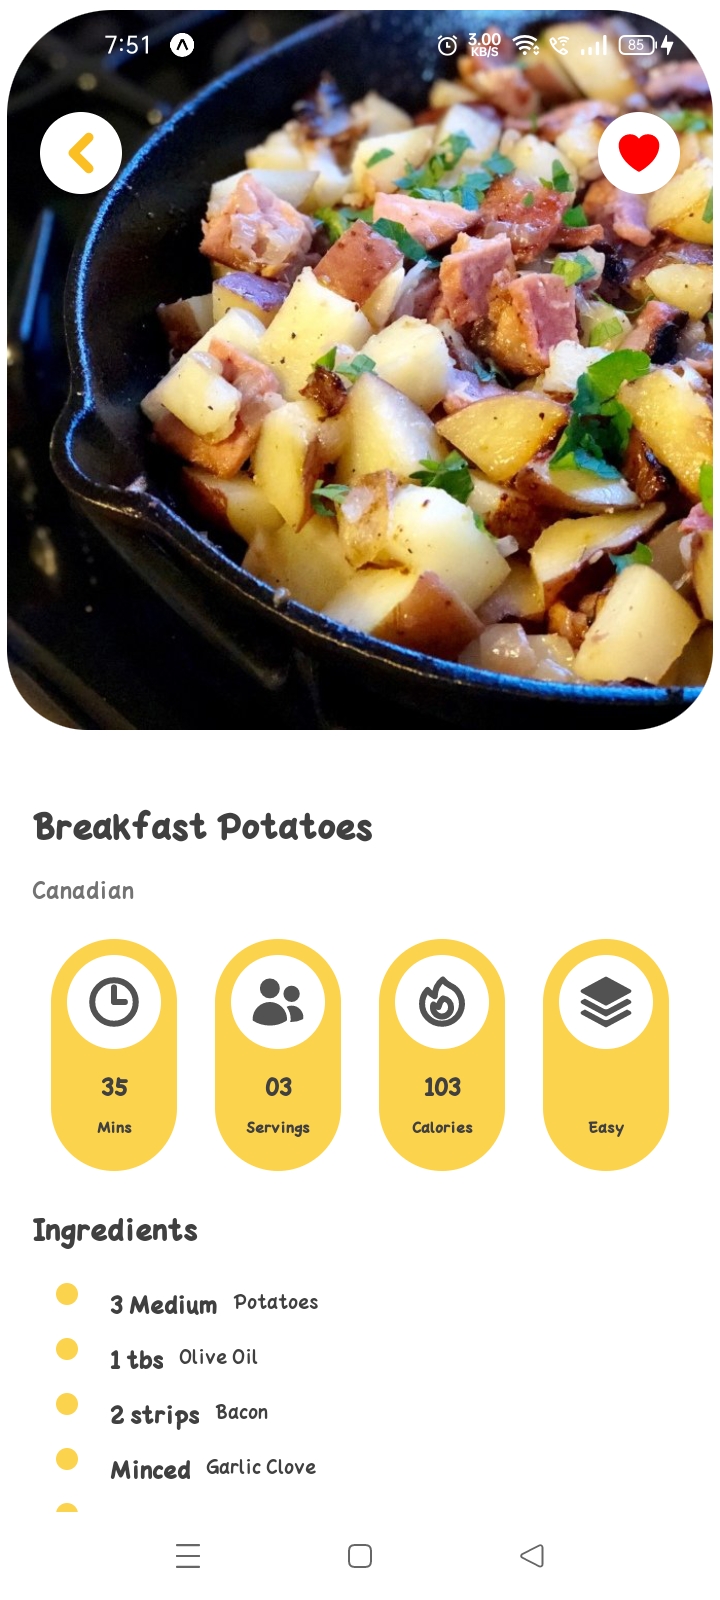 7:51 3.00 KB/S 85
Breakfast Potatoes
Canadian
35 03 103
Mins Servings Calories Easy
Ingredients
3 Medium Potatoes
1 tbs Olive Oil
2 strips Bacon
Minced Garlic Clove